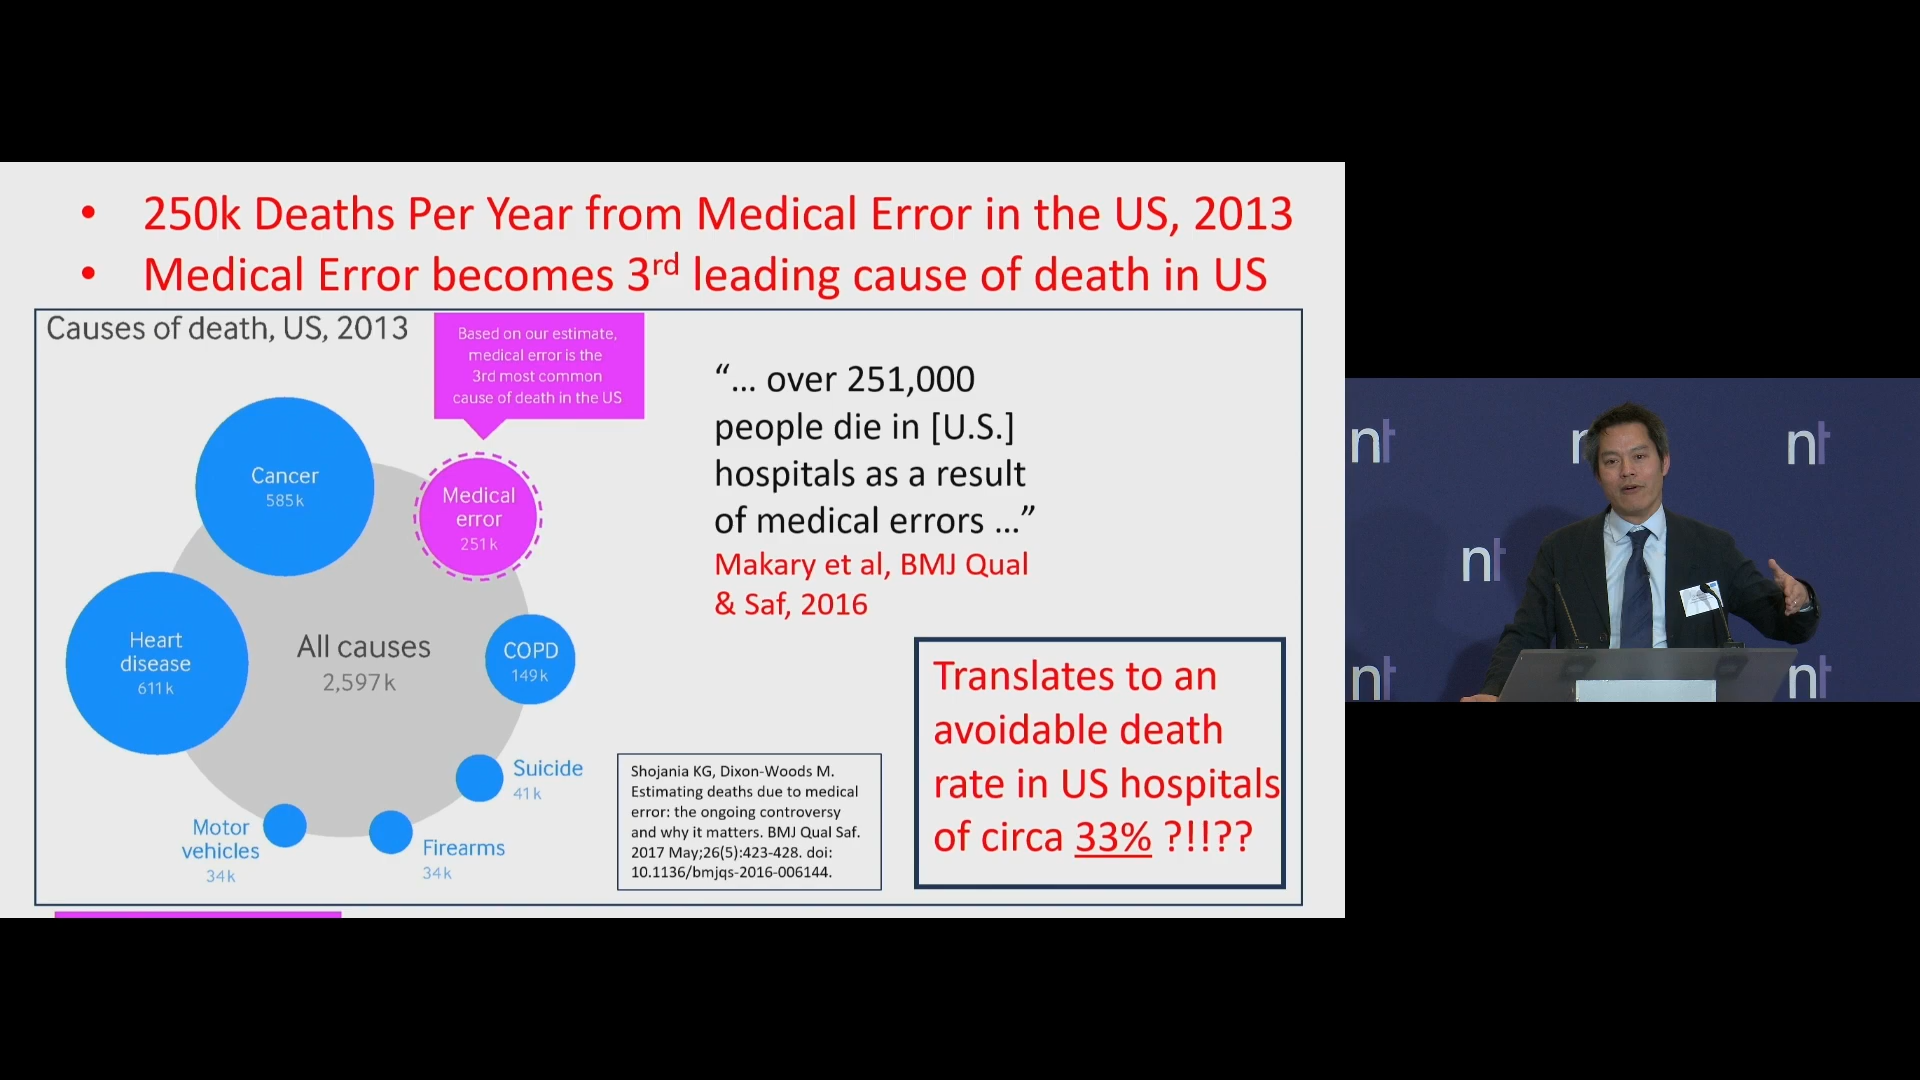 • 250k Deaths Per Year from Medical Error in the US, 2013
• Medical Error becomes 3rd leading cause of death in US
Causes of death, US, 2013
Based on our estimate,
medical error is the
3rd most common
cause of death in the US
Cancer
585k
Medical
error
251k
Heart
disease
611k
All causes
2,597k
COPD
149k
Suicide
41k
Motor
vehicles
34k
Firearms
34k
“... over 251,000
people die in [U.S.]
hospitals as a result
of medical errors ...”
Makary et al, BMJ Qual
& Saf, 2016
Shojania KG, Dixon-Woods M.
Estimating deaths due to medical
error: the ongoing controversy
and why it matters. BMJ Qual Saf.
2017 May;26(5):423-428. doi:
10.1136/bmjqs-2016-006144.
Translates to an
avoidable death
rate in US hospitals
of circa 33% ?!!??
nt
nt
nt
nt
nt